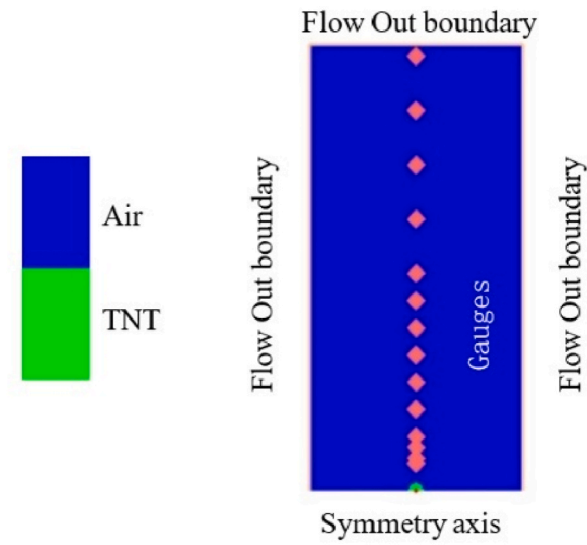 Flow Out boundary
Air
TNT
Flow Out boundary
Gauges
Flow Out boundary
Symmetry axis